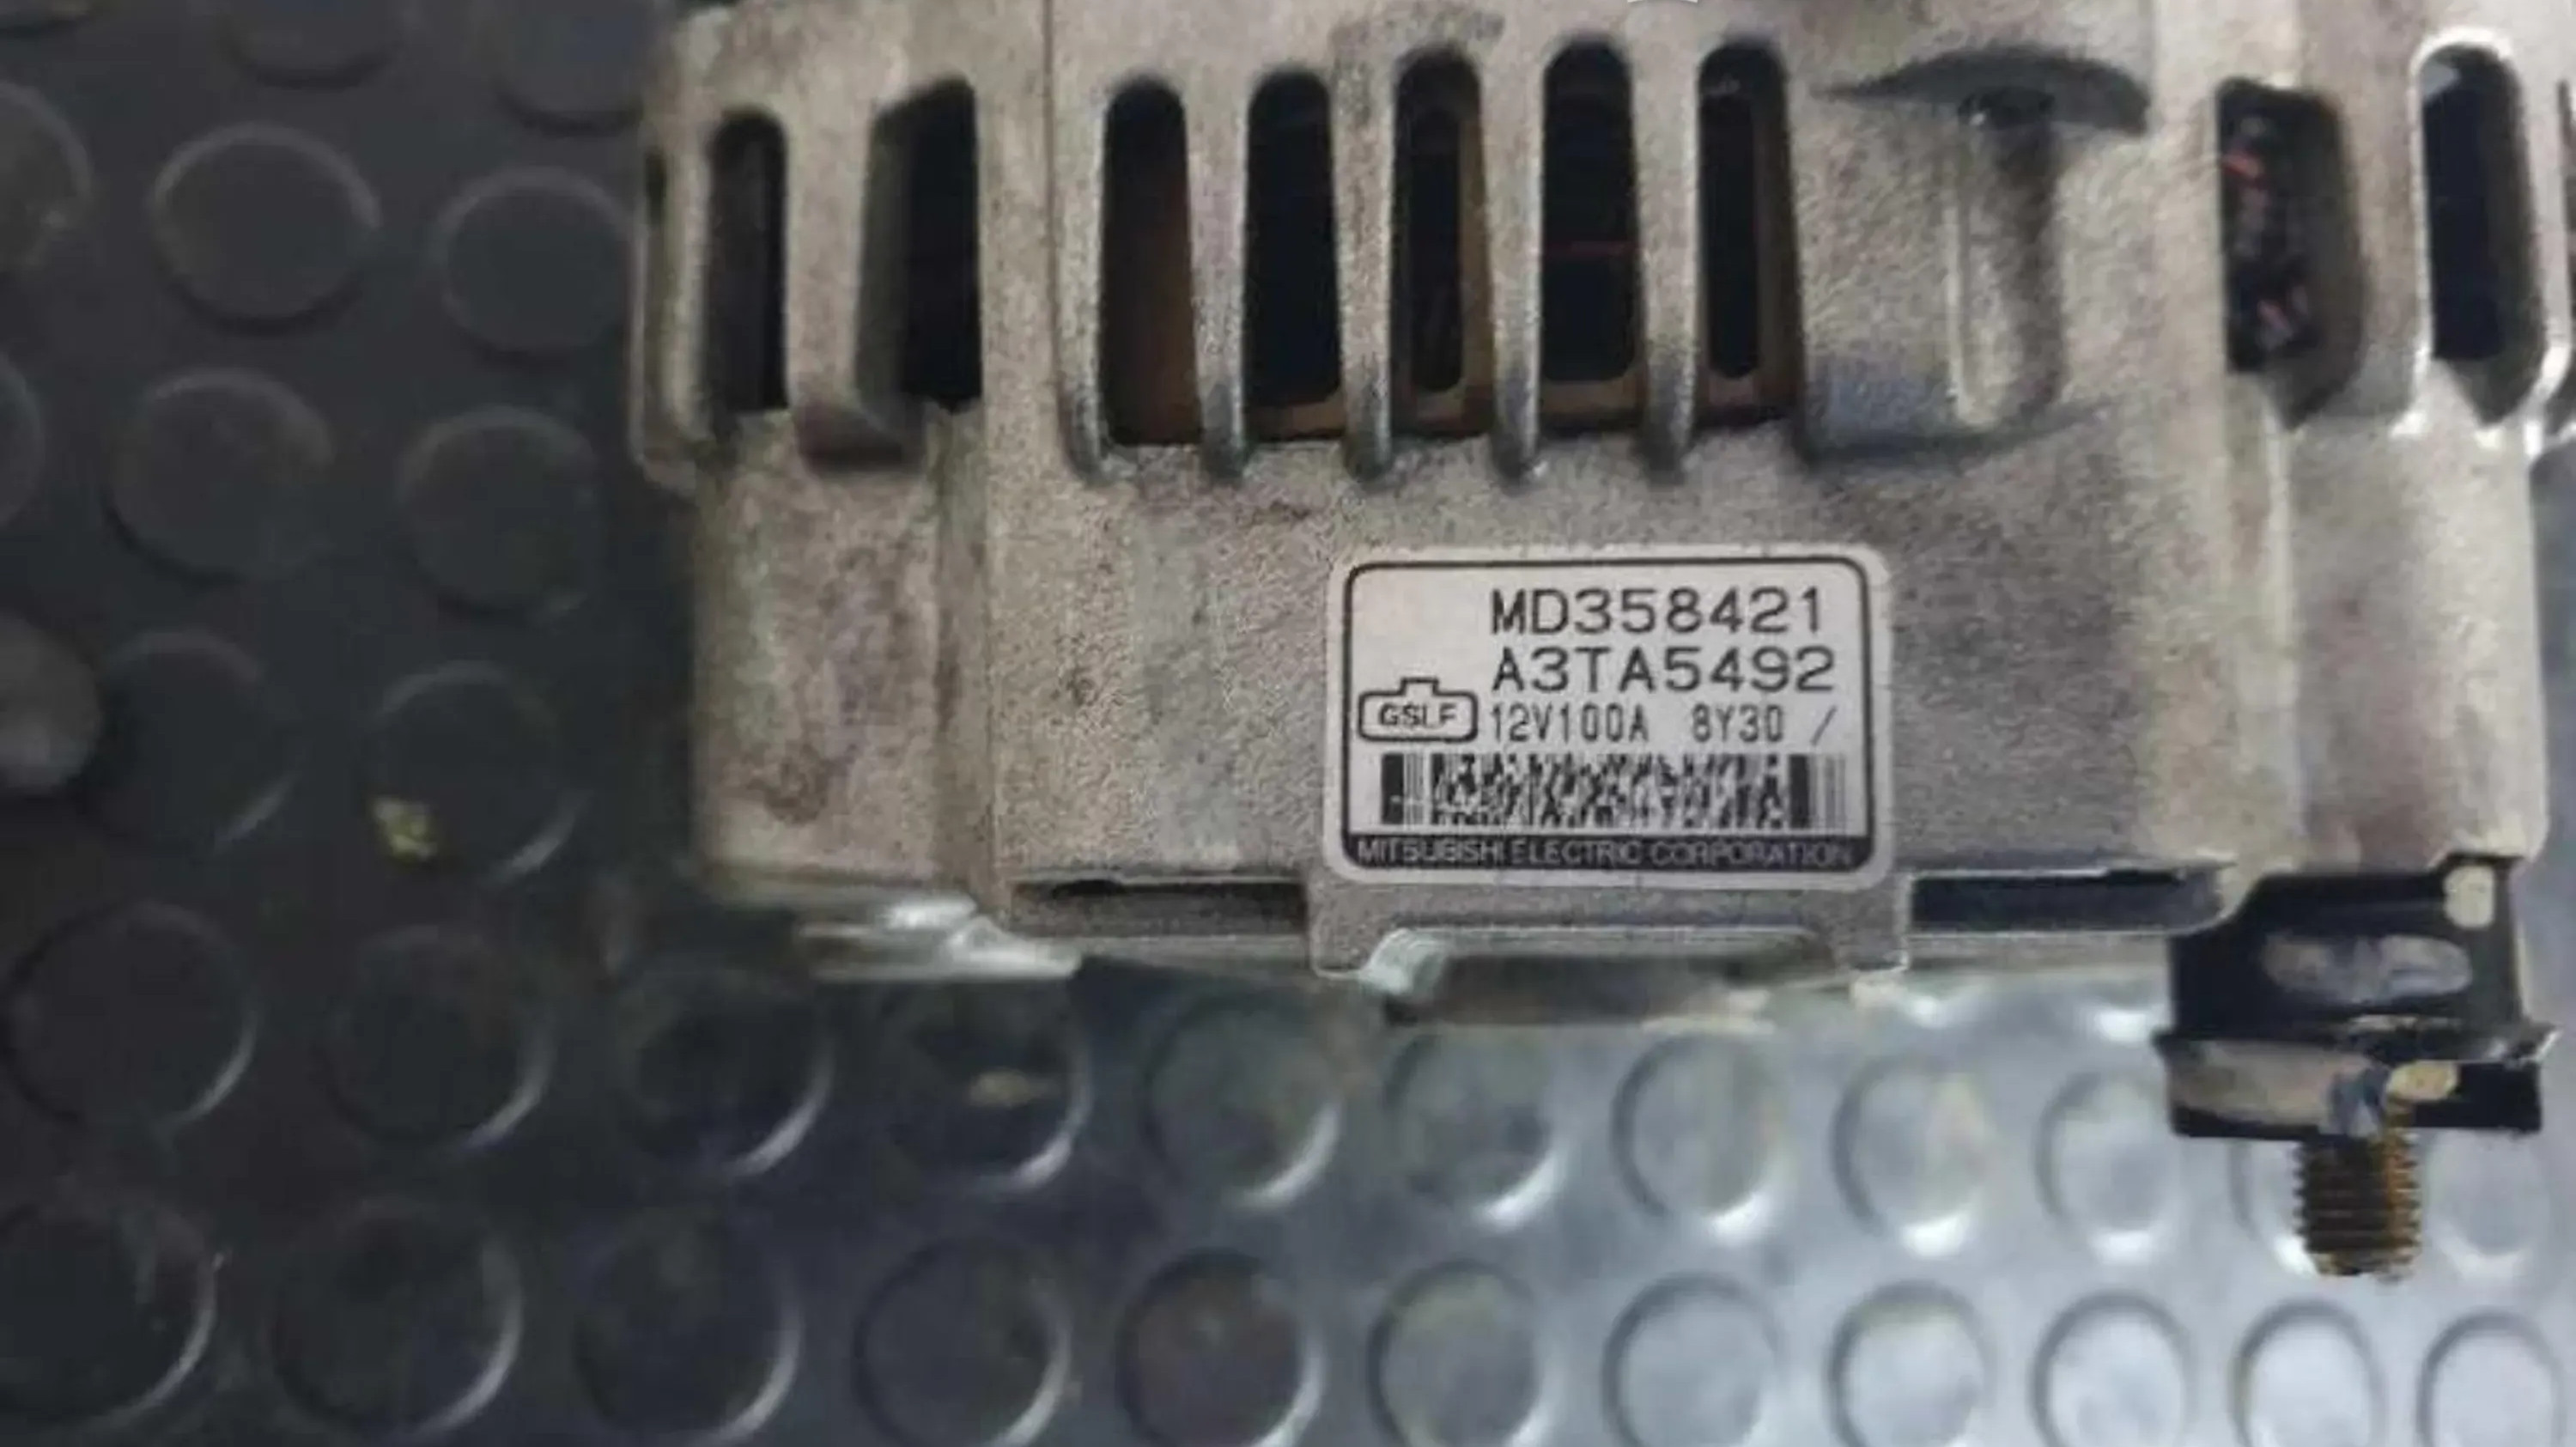 MD358421
A3TA5492
GSLF 12V100A 8Y30 /
MITSUBISHI ELECTRIC CORPORATION